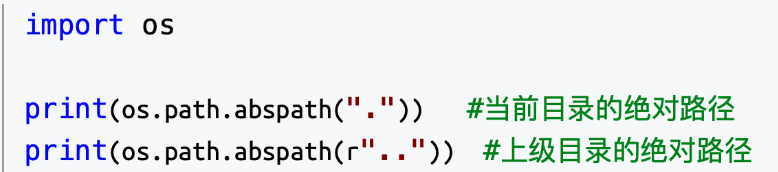 import os
print(os.path.abspath("."))   #当前目录的绝对路径
print(os.path.abspath(r".."))  #上级目录的绝对路径